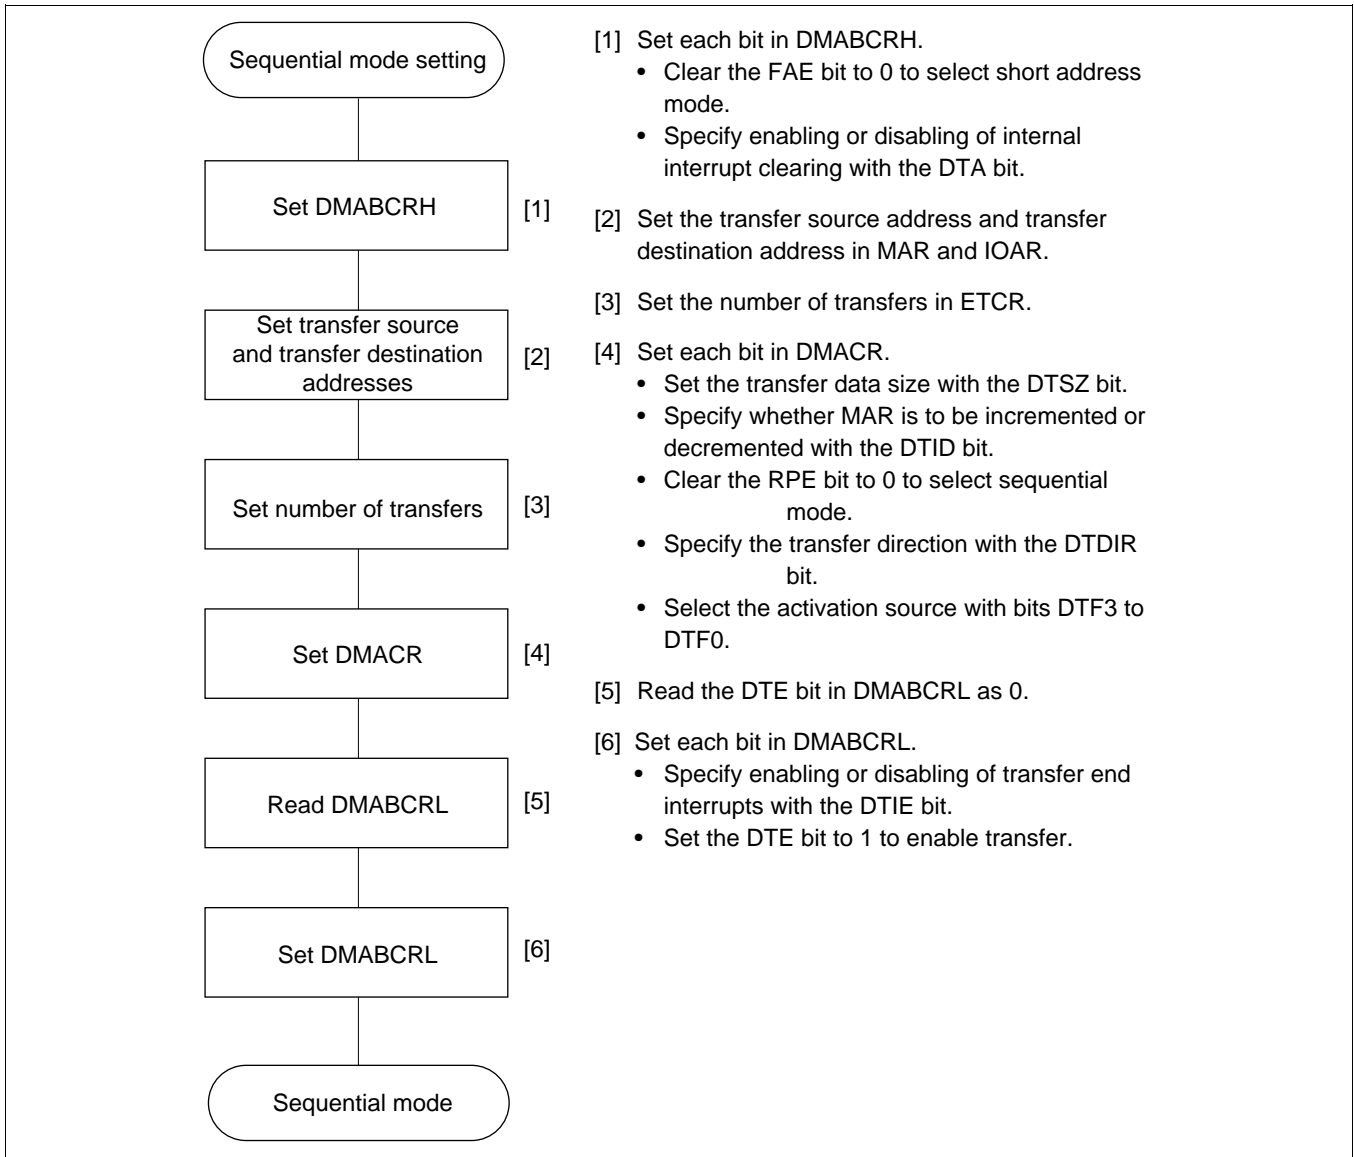 Sequential mode setting
Set DMABCRH
[1]
Set transfer source
and transfer destination
addresses
[2]
Set number of transfers
[3]
Set DMACR
[4]
Read DMABCRL
[5]
Set DMABCRL
[6]
Sequential mode
[1] Set each bit in DMABCRH.
• Clear the FAE bit to 0 to select short address
mode.
• Specify enabling or disabling of internal
interrupt clearing with the DTA bit.
[2] Set the transfer source address and transfer
destination address in MAR and IOAR.
[3] Set the number of transfers in ETCR.
[4] Set each bit in DMACR.
• Set the transfer data size with the DTSZ bit.
• Specify whether MAR is to be incremented or
decremented with the DTID bit.
• Clear the RPE bit to 0 to select sequential
mode.
• Specify the transfer direction with the DTDIR
bit.
• Select the activation source with bits DTF3 to
DTF0.
[5] Read the DTE bit in DMABCRL as 0.
[6] Set each bit in DMABCRL.
• Specify enabling or disabling of transfer end
interrupts with the DTIE bit.
• Set the DTE bit to 1 to enable transfer.